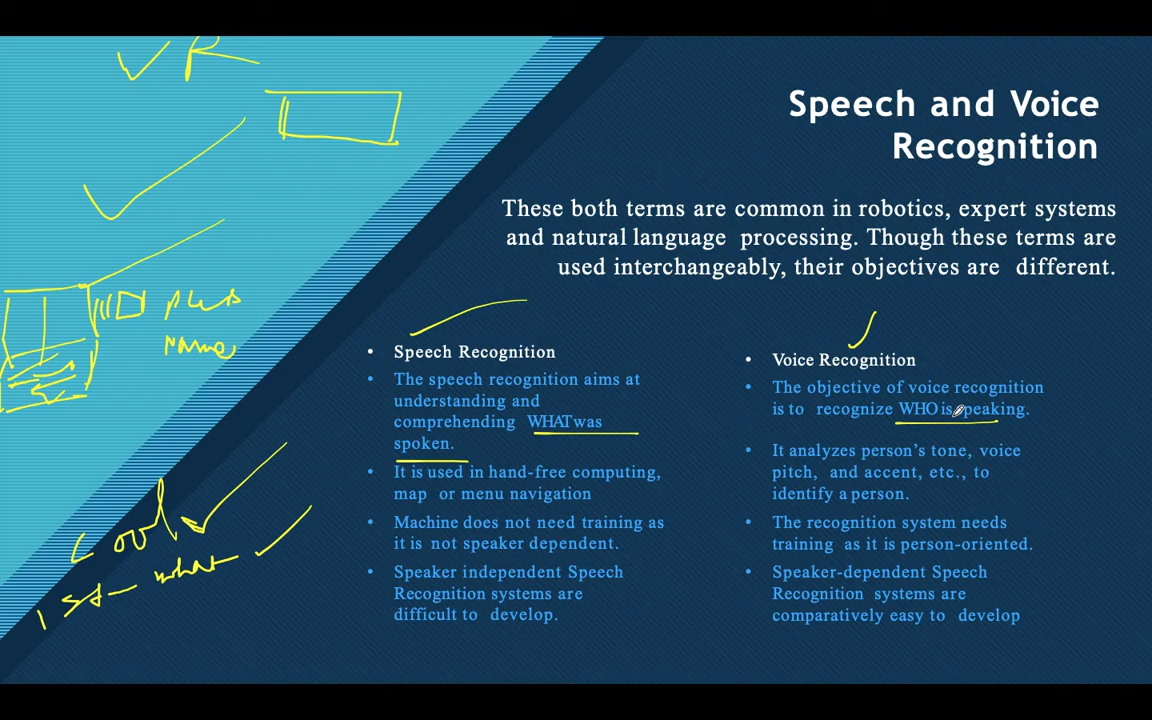 VR
Speech and Voice
Recognition
These both terms are common in robotics, expert systems
and natural language processing. Though these terms are
used interchangeably, their objectives are different.
name
• Speech Recognition
• The speech recognition aims at
understanding and
comprehending WHAT was
spoken.
• It is used in hand-free computing,
map or menu navigation
• Machine does not need training as
it is not speaker dependent.
• Speaker independent Speech
Recognition systems are
difficult to develop.
• Voice Recognition
• The objective of voice recognition
is to recognize WHO is speaking.
• It analyzes person's tone, voice
pitch, and accent, etc., to
identify a person.
• The recognition system needs
training as it is person-oriented.
• Speaker-dependent Speech
Recognition systems are
comparatively easy to develop
1 st — what